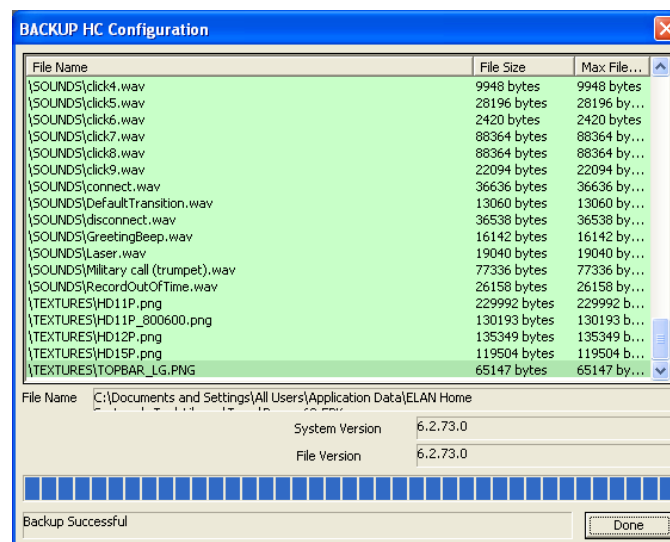 BACKUP HC Configuration
File Name File Size Max File...
\SOUNDS\click4.wav 9948 bytes 9948 bytes
\SOUNDS\click5.wav 28196 bytes 28196 by...
\SOUNDS\click6.wav 2420 bytes 2420 bytes
\SOUNDS\click7.wav 88364 bytes 88364 by...
\SOUNDS\click8.wav 88364 bytes 88364 by...
\SOUNDS\click9.wav 22094 bytes 22094 by...
\SOUNDS\connect.wav 36636 bytes 36636 by...
\SOUNDS\DefaultTransition.wav 13060 bytes 13060 by...
\SOUNDS\disconnect.wav 36538 bytes 36538 by...
\SOUNDS\GreetingBeep.wav 16142 bytes 16142 by...
\SOUNDS\Laser.wav 19040 bytes 19040 by...
\SOUNDS\Military call (trumpet).wav 77336 bytes 77336 by...
\SOUNDS\RecordOutOfTime.wav 26158 bytes 26158 by...
\TEXTURES\HD11P.png 229992 bytes 229992 b...
\TEXTURES\HD11P_800600.png 130193 bytes 130193 b...
\TEXTURES\HD12P.png 135349 bytes 135349 b...
\TEXTURES\HD15P.png 119504 bytes 119504 b...
\TEXTURES\TOPBAR_LG.PNG 65147 bytes 65147 by...
File Name C:\Documents and Settings\All Users\Application Data\ELAN Home
System Version 6.2.73.0
File Version 6.2.73.0
Backup Successful Done